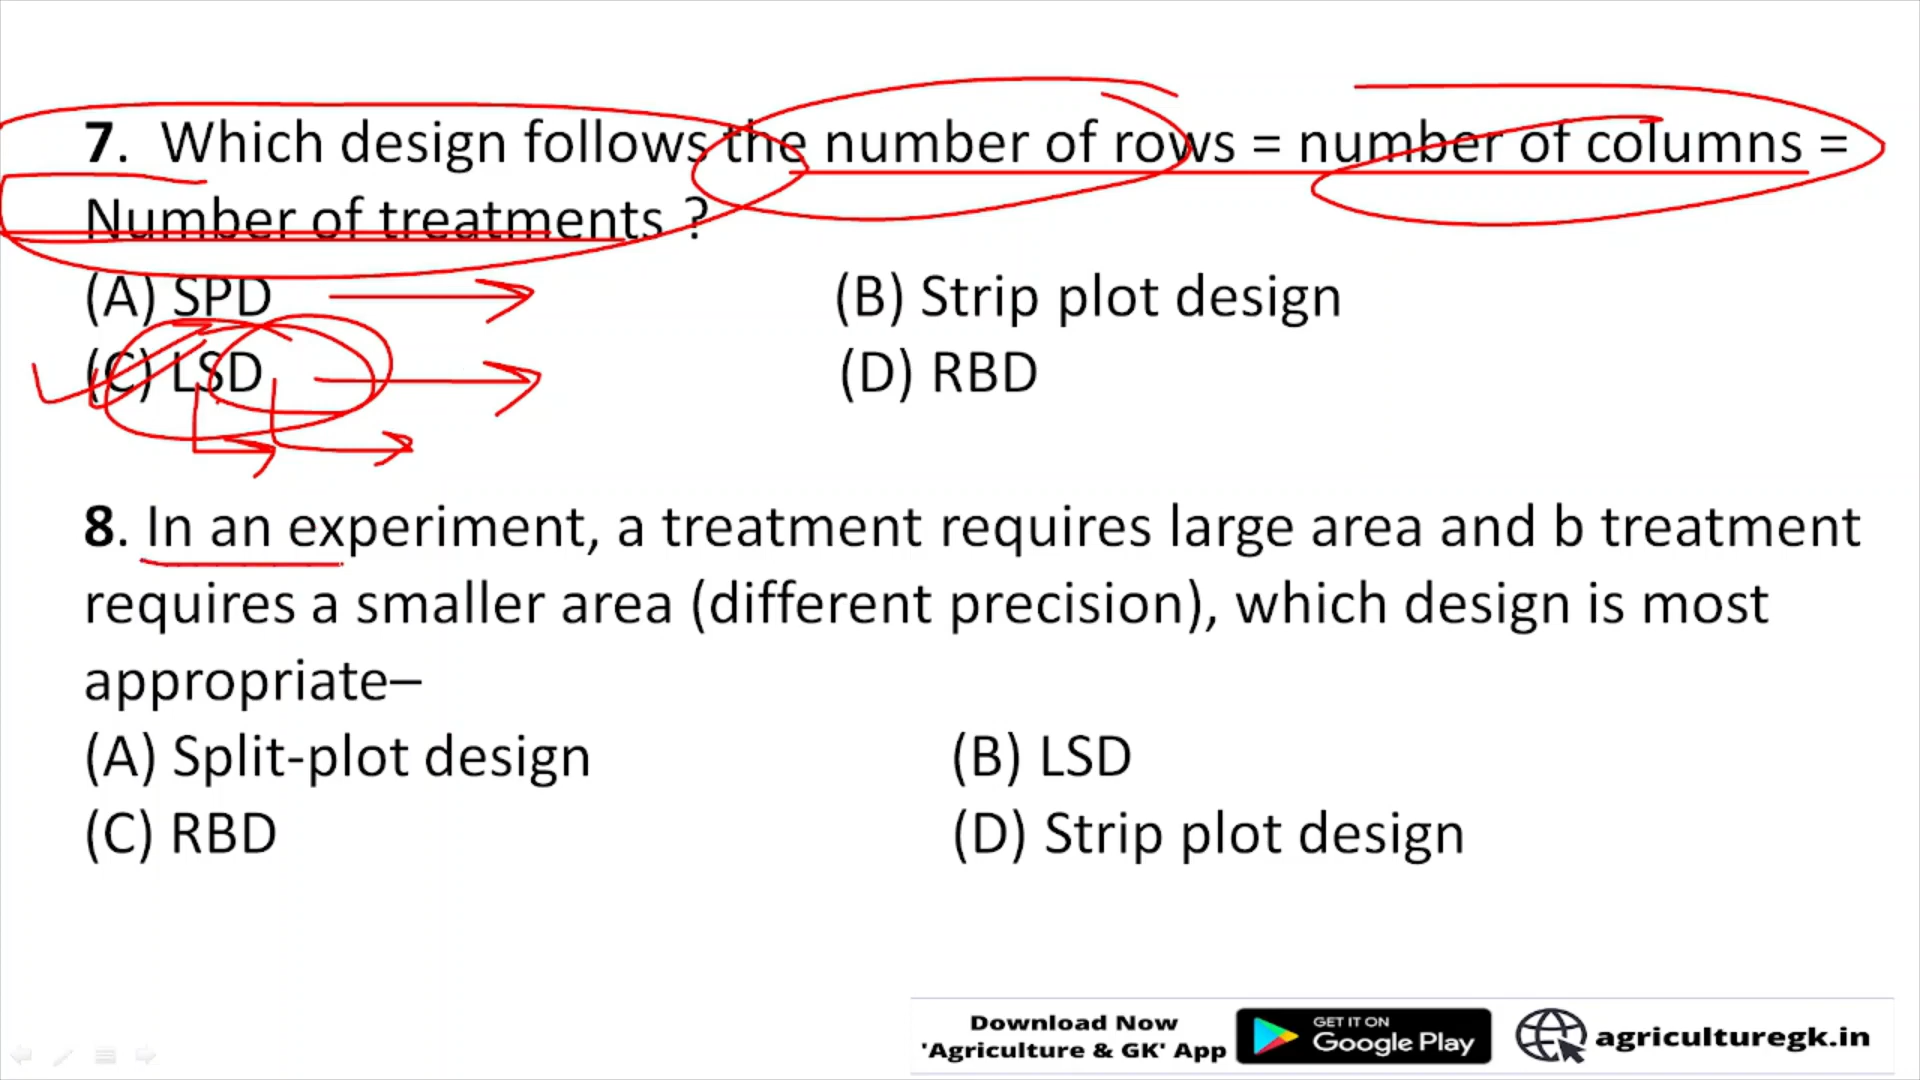 7. Which design follows the number of rows = number of columns =
Number of treatments ?
(A) SPD (B) Strip plot design
(C) LSD (D) RBD
8. In an experiment, a treatment requires large area and b treatment
requires a smaller area (different precision), which design is most
appropriate–
(A) Split-plot design (B) LSD
(C) RBD (D) Strip plot design
Download Now
'Agriculture & GK' App
GET IT ON
Google Play
agriculturegk.in